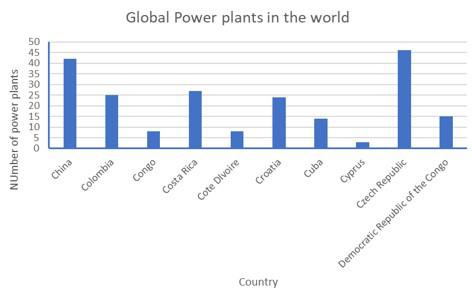 Global Power plants in the world
NUmber of power plants
50
45
40
35
30
25
20
15
10
5
0
China
Colombia
Congo
Costa Rica
Cote DIvoire
Croatia
Cuba
Cyprus
Czech Republic
Democratic Republic of the Congo
Country